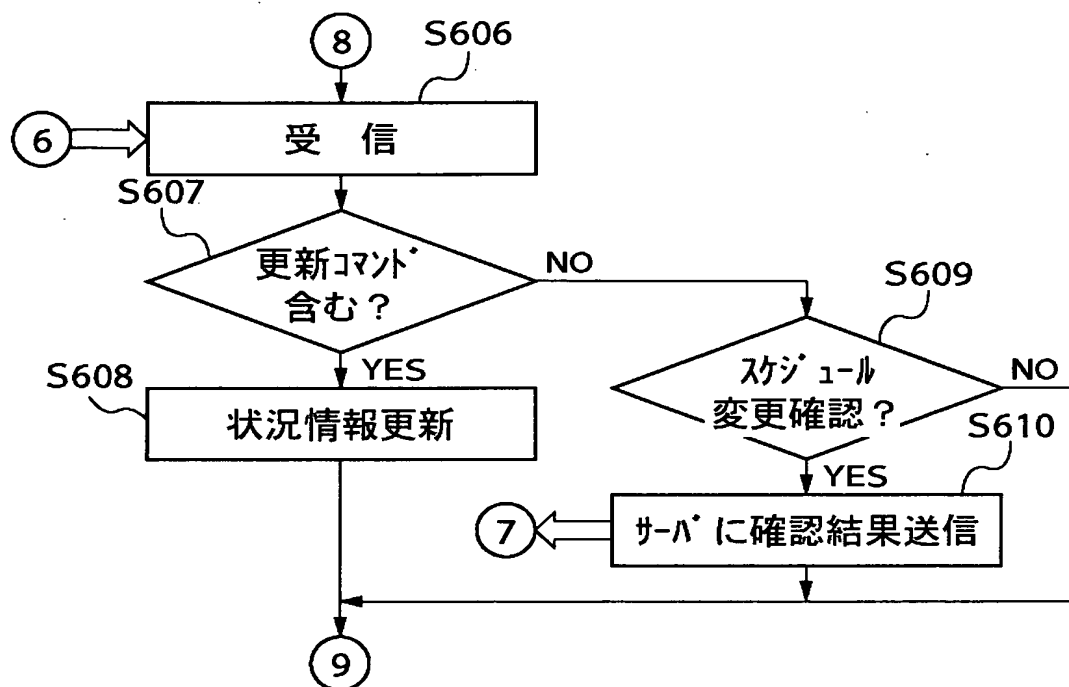 8
S606
6
受 信
S607
更新ｺﾏﾝﾄﾞ
含む？
NO
S609
YES
S608
状況情報更新
ｽｹｼﾞｭｰﾙ
変更確認？
NO
S610
YES
7
ｻｰﾊﾞに確認結果送信
9